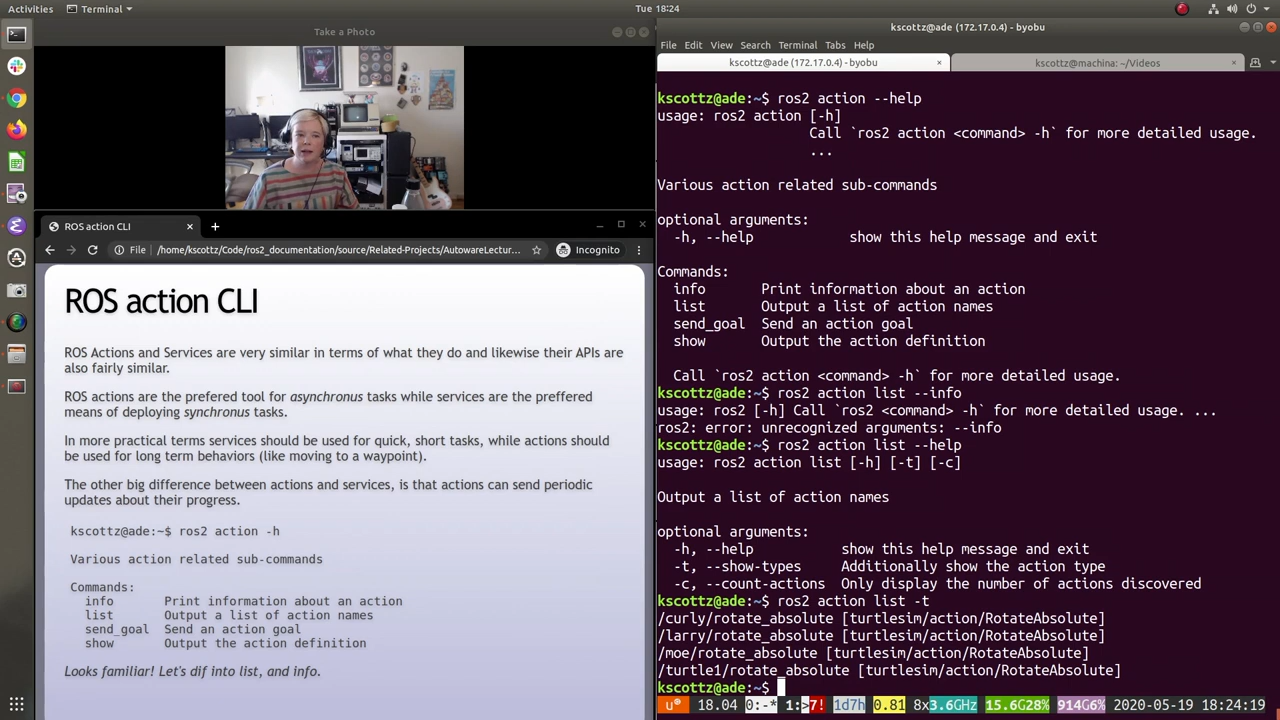 Activities
Terminal
Tue 18:24
Take a Photo
ROS action CLI
File
/home/kscottz/Code/ros2_documentation/source/Related-Projects/AutowareLectur...
Incognito
ROS action CLI
ROS Actions and Services are very similar in terms of what they do and likewise their APIs are
also fairly similar.
ROS actions are the prefered tool for asynchronus tasks while services are the preffered
means of deploying synchronus tasks.
In more practical terms services should be used for quick, short tasks, while actions should
be used for long term behaviors (like moving to a waypoint).
The other big difference between actions and services, is that actions can send periodic
updates about their progress.
kscottz@ade:~$ ros2 action -h
Various action related sub-commands
Commands:
info Print information about an action
list Output a list of action names
send_goal Send an action goal
show Output the action definition
Looks familiar! Let's dif into list, and info.
kscottz@ade (172.17.0.4) - byobu
File Edit View Search Terminal Tabs Help
kscottz@ade (172.17.0.4) - byobu
kscottz@machina: ~/Videos
kscottz@ade:~$ ros2 action --help
usage: ros2 action [-h]
Call `ros2 action <command> -h` for more detailed usage.
...
Various action related sub-commands
optional arguments:
-h, --help show this help message and exit
Commands:
info Print information about an action
list Output a list of action names
send_goal Send an action goal
show Output the action definition
Call `ros2 action <command> -h` for more detailed usage.
kscottz@ade:~$ ros2 action list --info
usage: ros2 [-h] Call `ros2 <command> -h` for more detailed usage. ...
ros2: error: unrecognized arguments: --info
kscottz@ade:~$ ros2 action list --help
usage: ros2 action list [-h] [-t] [-c]
Output a list of action names
optional arguments:
-h, --help show this help message and exit
-t, --show-types Additionally show the action type
-c, --count-actions Only display the number of actions discovered
kscottz@ade:~$ ros2 action list -t
/curly/rotate_absolute [turtlesim/action/RotateAbsolute]
/larry/rotate_absolute [turtlesim/action/RotateAbsolute]
/moe/rotate_absolute [turtlesim/action/RotateAbsolute]
/turtle1/rotate_absolute [turtlesim/action/RotateAbsolute]
kscottz@ade:~$
u® 18.04 0:-* 1:>7! 1d7h 0.81 8x3.6GHz 15.6G28% 914G6% 2020-05-19 18:24:19